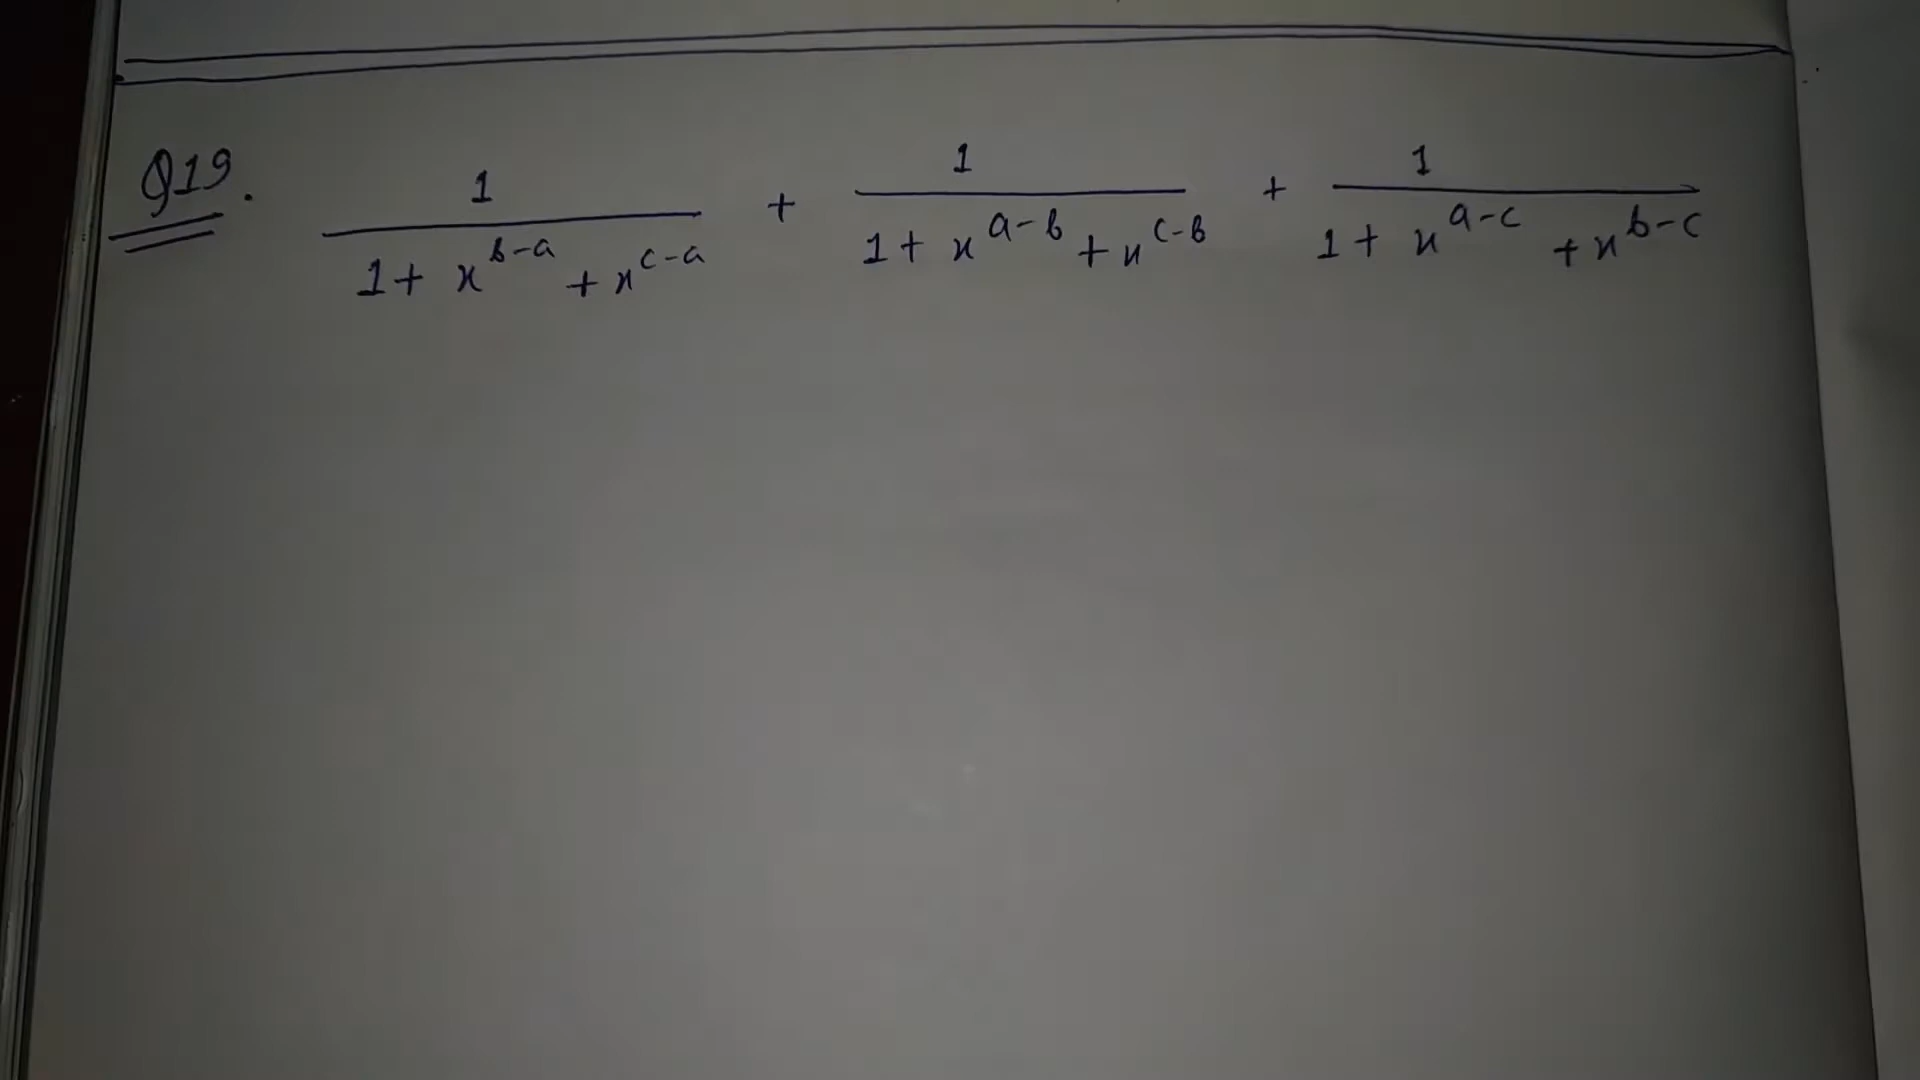 Q19. 1/(1 + x^(b-a) + x^(c-a)) + 1/(1 + x^(a-b) + x^(c-b)) + 1/(1 + x^(a-c) + x^(b-c))